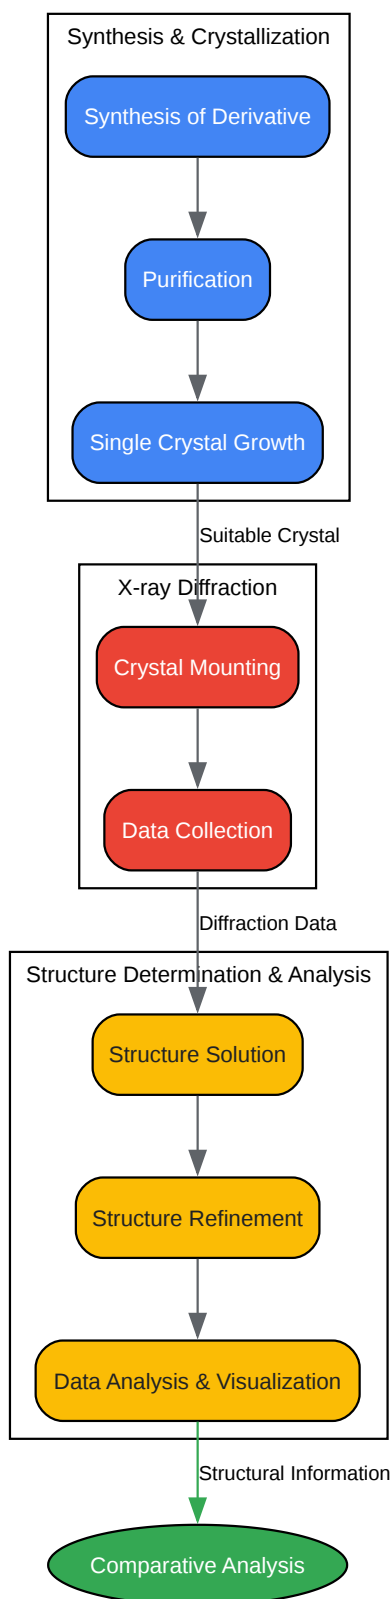 Synthesis & Crystallization
Synthesis of Derivative
Purification
Single Crystal Growth
Suitable Crystal
X-ray Diffraction
Crystal Mounting
Data Collection
Diffraction Data
Structure Determination & Analysis
Structure Solution
Structure Refinement
Data Analysis & Visualization
Structural Information
Comparative Analysis